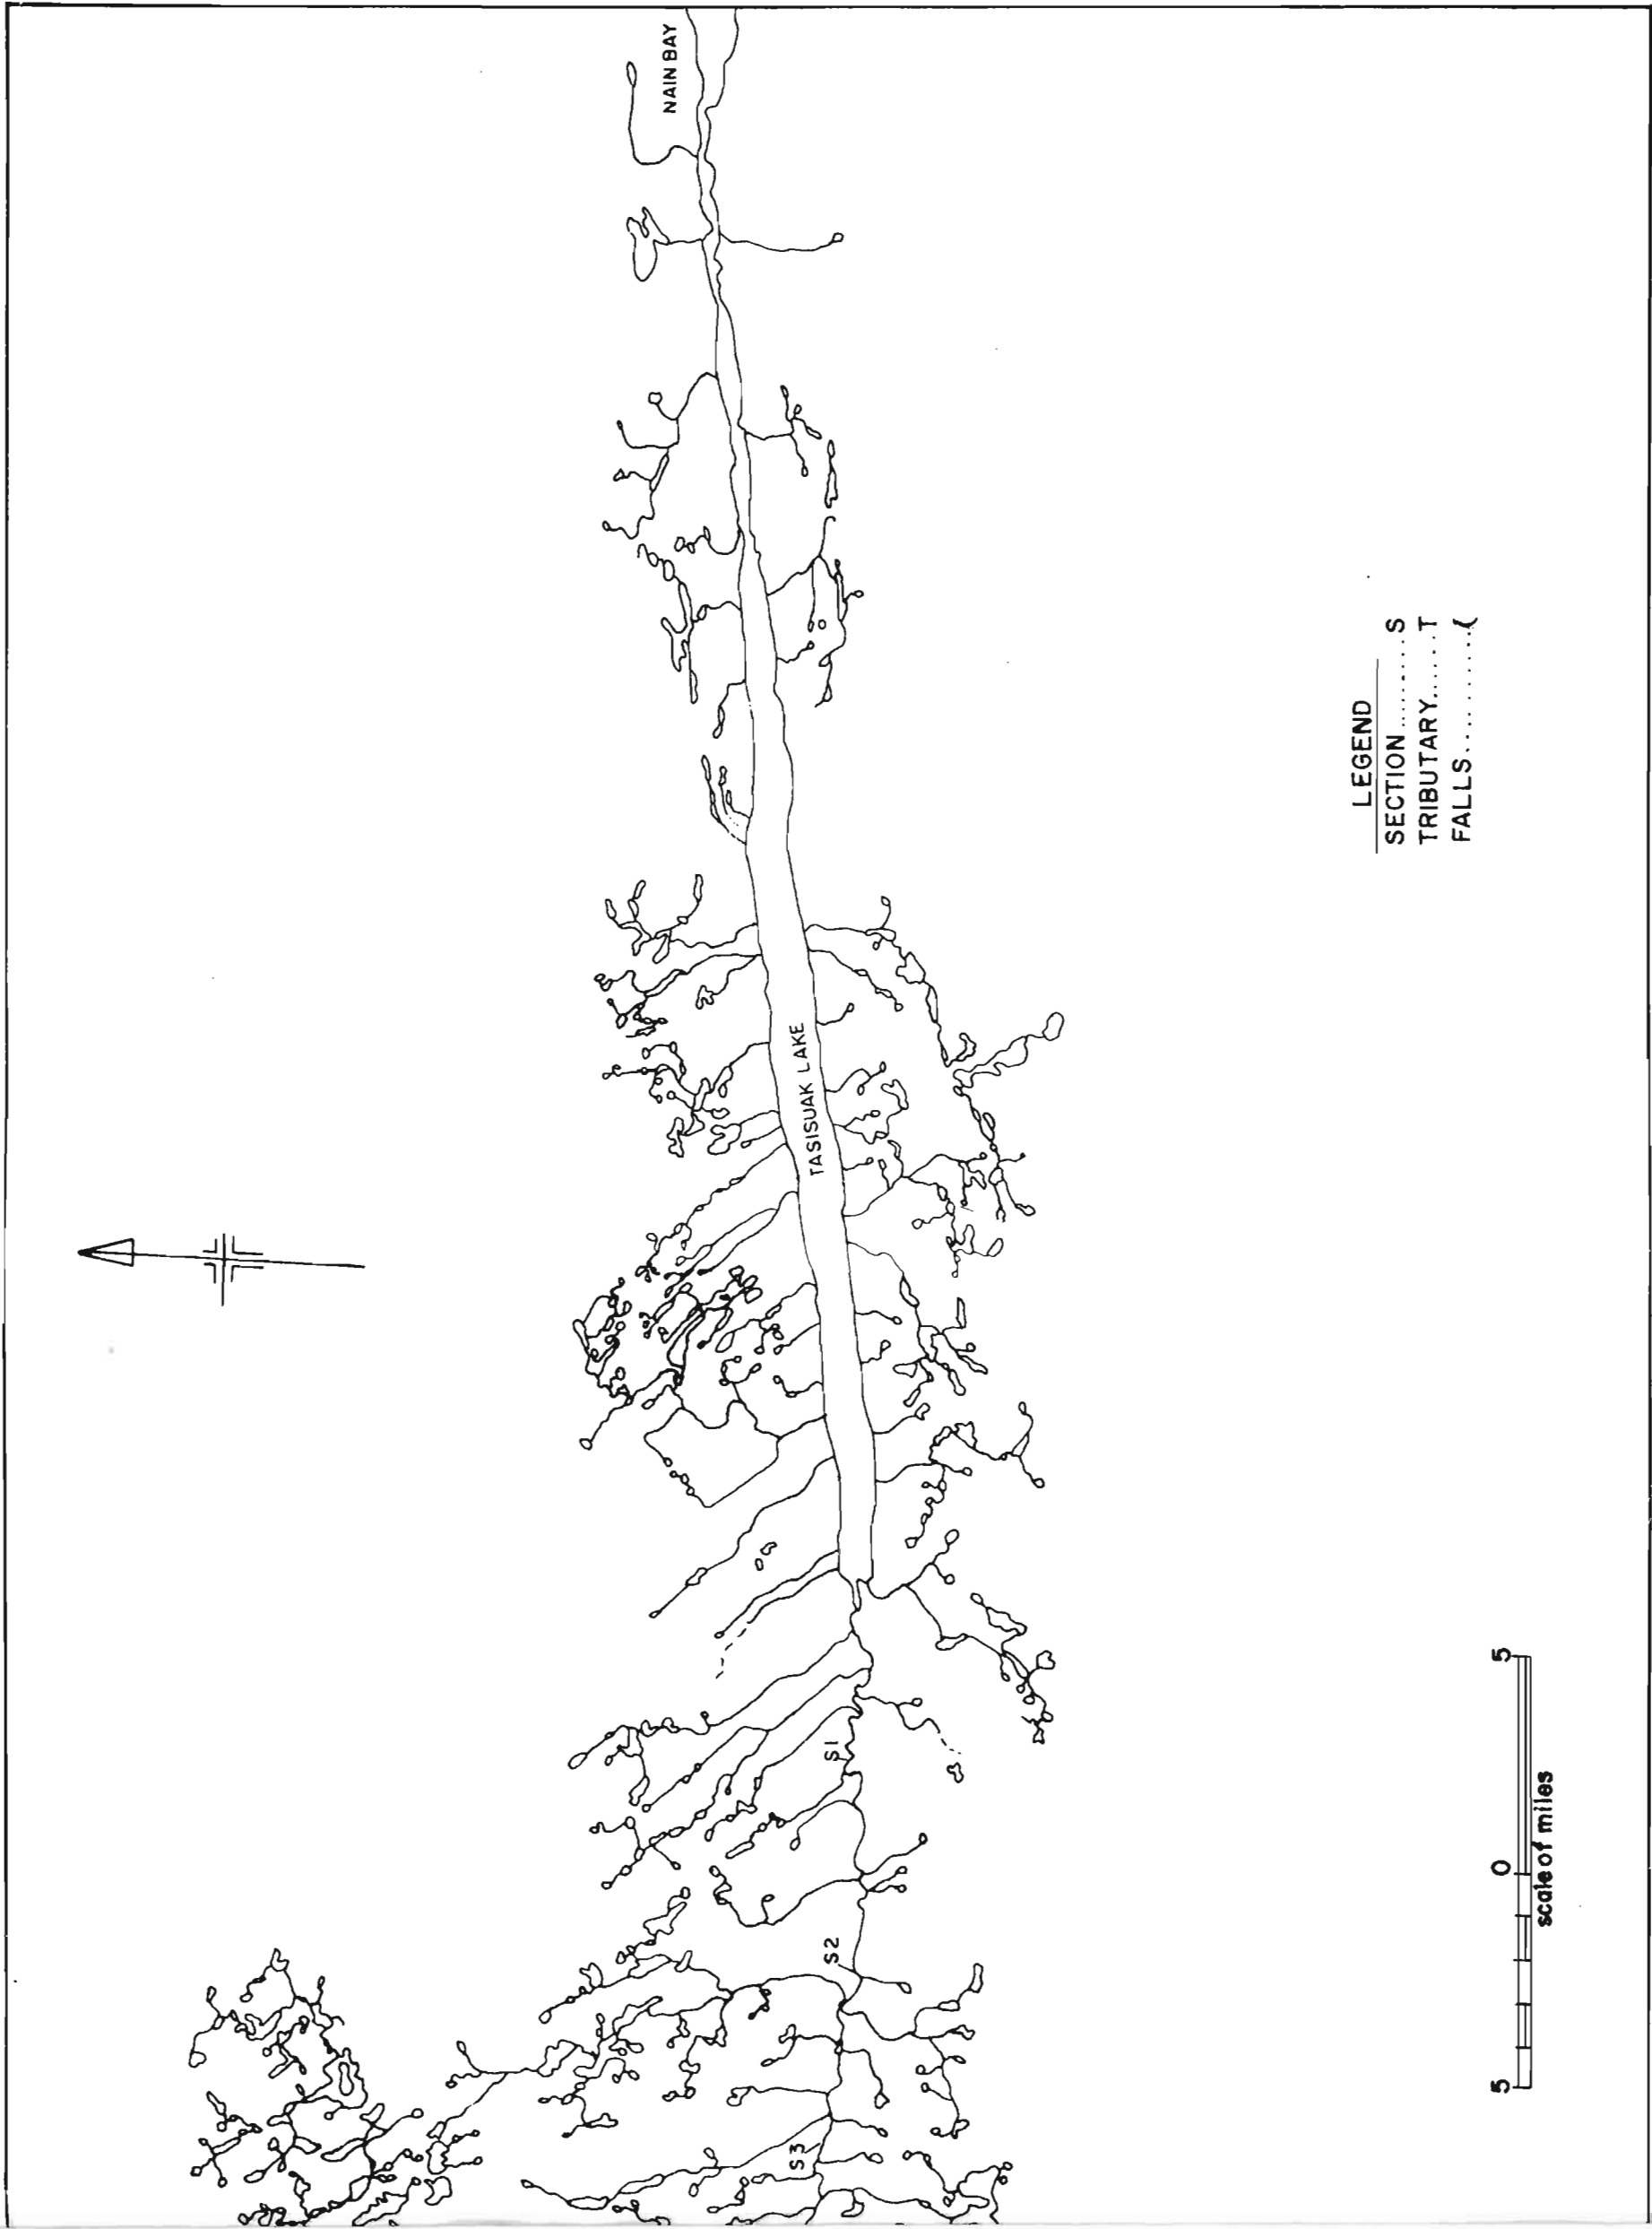 NAIN BAY
TASISUAK LAKE
S1
S2
S3
LEGEND
SECTION ......... S
TRIBUTARY...... T
FALLS............ (
5 0 5
scale of miles